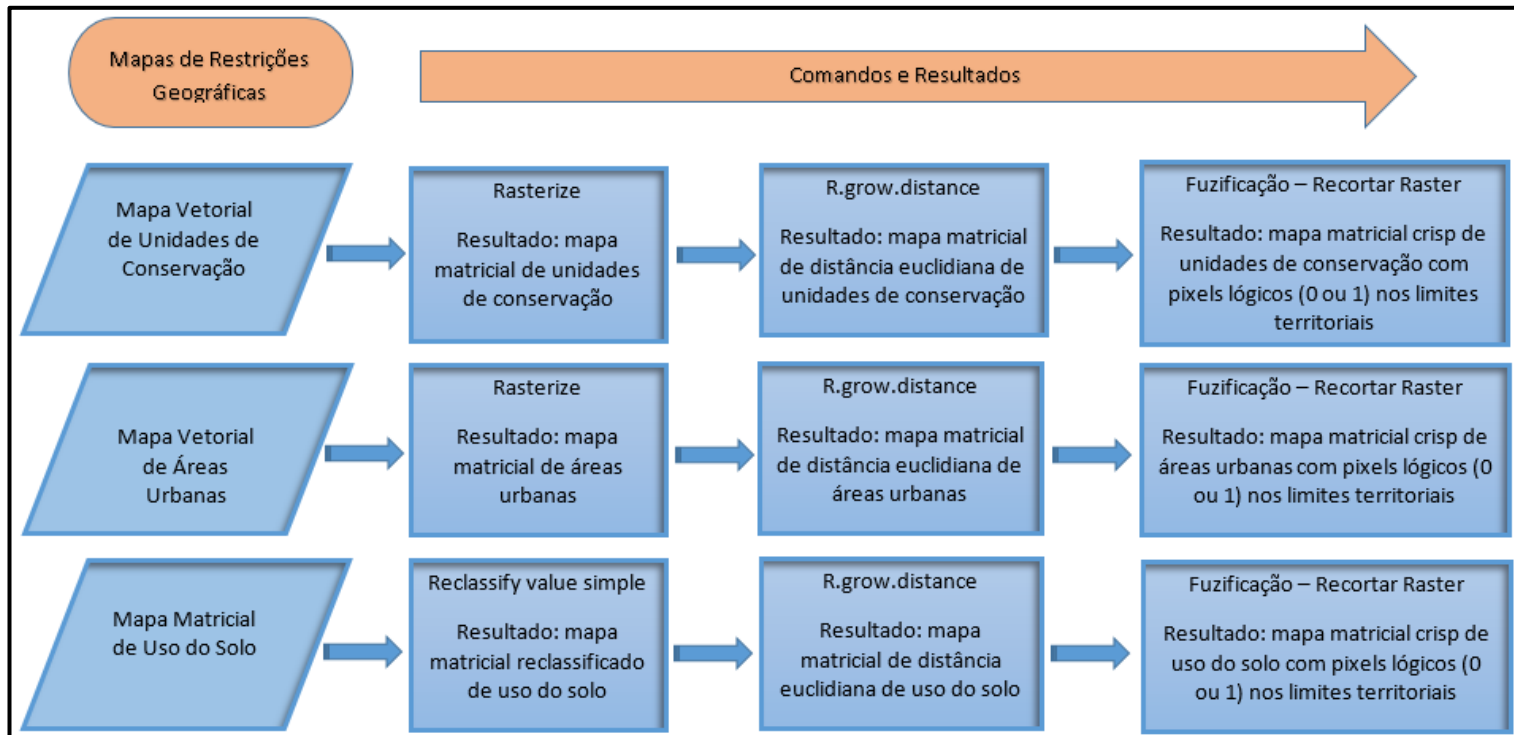 Mapas de Restrições
Geográficas
Comandos e Resultados
Mapa Vetorial
de Unidades de
Conservação
Rasterize
Resultado: mapa
matricial de unidades
de conservação
R.grow.distance
Resultado: mapa matricial
de distância euclidiana de
unidades de conservação
Fuzificação – Recortar Raster
Resultado: mapa matricial crisp de
unidades de conservação com
pixels lógicos (0 ou 1) nos limites
territoriais
Mapa Vetorial
de Áreas
Urbanas
Rasterize
Resultado: mapa
matricial de áreas
urbanas
R.grow.distance
Resultado: mapa matricial
de distância euclidiana de
áreas urbanas
Fuzificação – Recortar Raster
Resultado: mapa matricial crisp de
áreas urbanas com pixels lógicos (0
ou 1) nos limites territoriais
Mapa Matricial
de Uso do Solo
Reclassify value simple
Resultado: mapa
matricial reclassificado
de uso do solo
R.grow.distance
Resultado: mapa
matricial de distância
euclidiana de uso do solo
Fuzificação – Recortar Raster
Resultado: mapa matricial crisp de
uso do solo com pixels lógicos (0
ou 1) nos limites territoriais